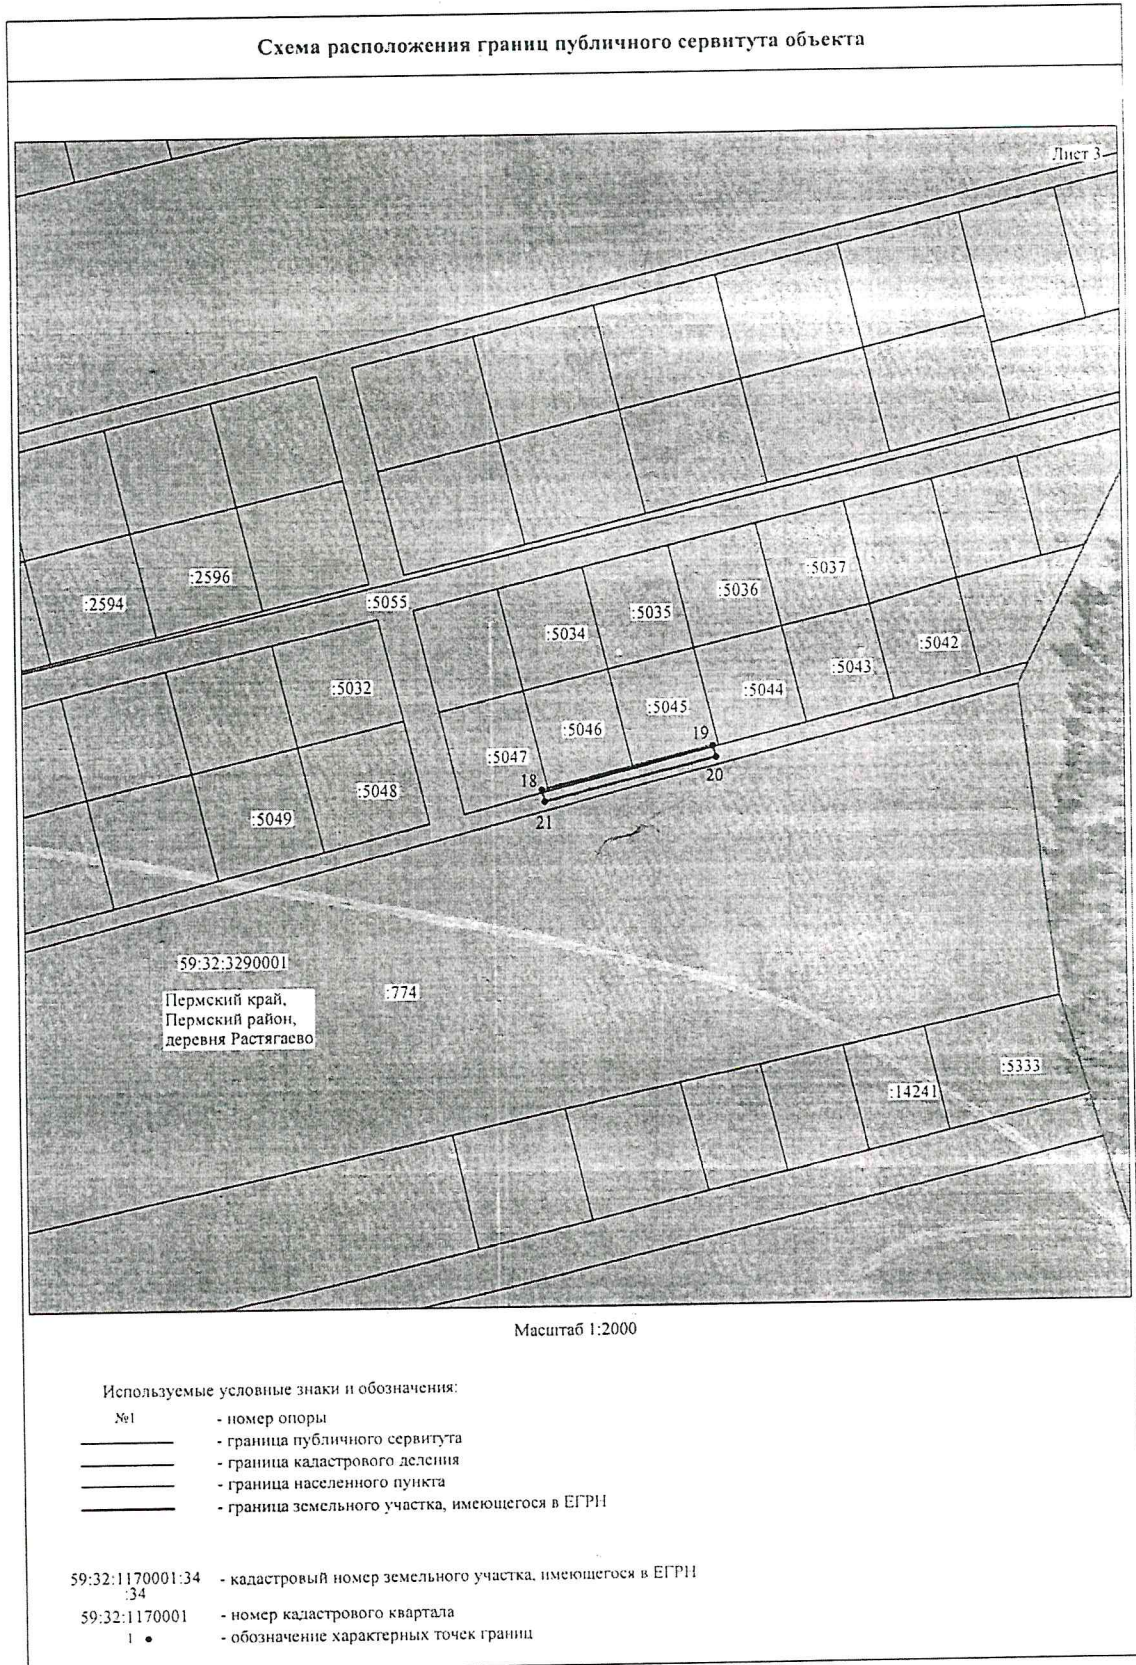 Схема расположения границ публичного сервитута объекта
Лист 3
:2594
:2596
:5055
:5037
:5036
:5035
:5034
:5032
:5042
:5043
:5044
:5045
:5046
:5047
:5048
:5049
18
19
20
21
59:32:3290001
Пермский край,
Пермский район,
деревня Растягаево
:774
:14241
:5333
Масштаб 1:2000
Используемые условные знаки и обозначения:
№1 - номер опоры
- граница публичного сервитута
- граница кадастрового деления
- граница населенного пункта
- граница земельного участка, имеющегося в ЕГРН
59:32:1170001:34 - кадастровый номер земельного участка, имеющегося в ЕГРН
:34
59:32:1170001 - номер кадастрового квартала
1 ● - обозначение характерных точек границ